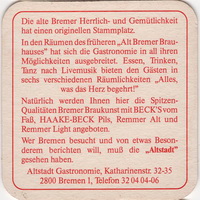 Die alte Bremer Herrlich- und Gemütlichkeit
hat einen originellen Stammplatz.
In den Räumen des früheren „Alt Bremer Brau-
hauses" hat sich die Gastronomie in all ihren
Möglichkeiten ausgebreitet. Essen, Trinken,
Tanz nach Livemusik bieten den Gästen in
sechs verschiedenen Räumlichkeiten „Alles,
was das Herz begehrt!"
Natürlich werden Ihnen hier die Spitzen-
Qualitäten Bremer Braukunst mit BECK'S vom
Faß, HAAKE-BECK Pils, Remmer Alt und
Remmer Light angeboten.
Wer Bremen besucht und von etwas Beson-
derem berichten will, muß die „Altstadt"
gesehen haben.
Altstadt Gastronomie, Katharinenstr. 32-35
2800 Bremen 1, Telefon 32 04 04-06